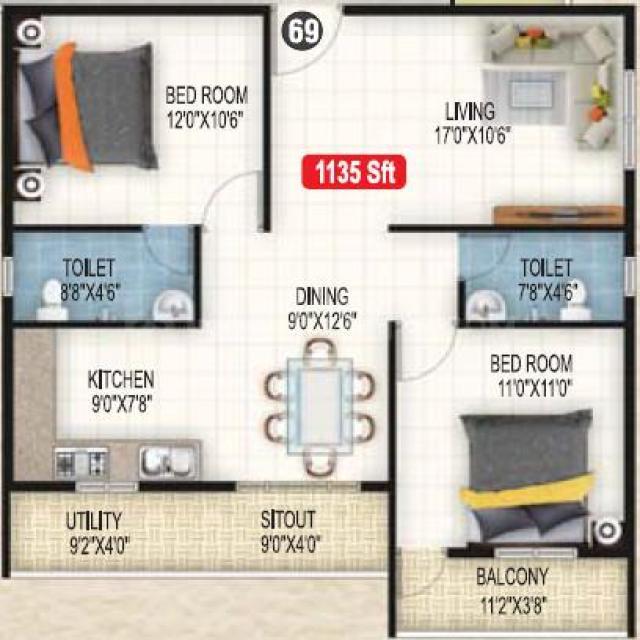 69
BED ROOM
12'0"X10'6"
LIVING
17'0"X10'6"
1135 Sft
TOILET
8'8"X4'6"
DINING
9'0"X12'6"
TOILET
7'8"X4'6"
KITCHEN
9'0"X7'8"
BED ROOM
11'0"X11'0"
UTILITY
9'2"X4'0"
SITOUT
9'0"X4'0"
BALCONY
11'2"X3'8"